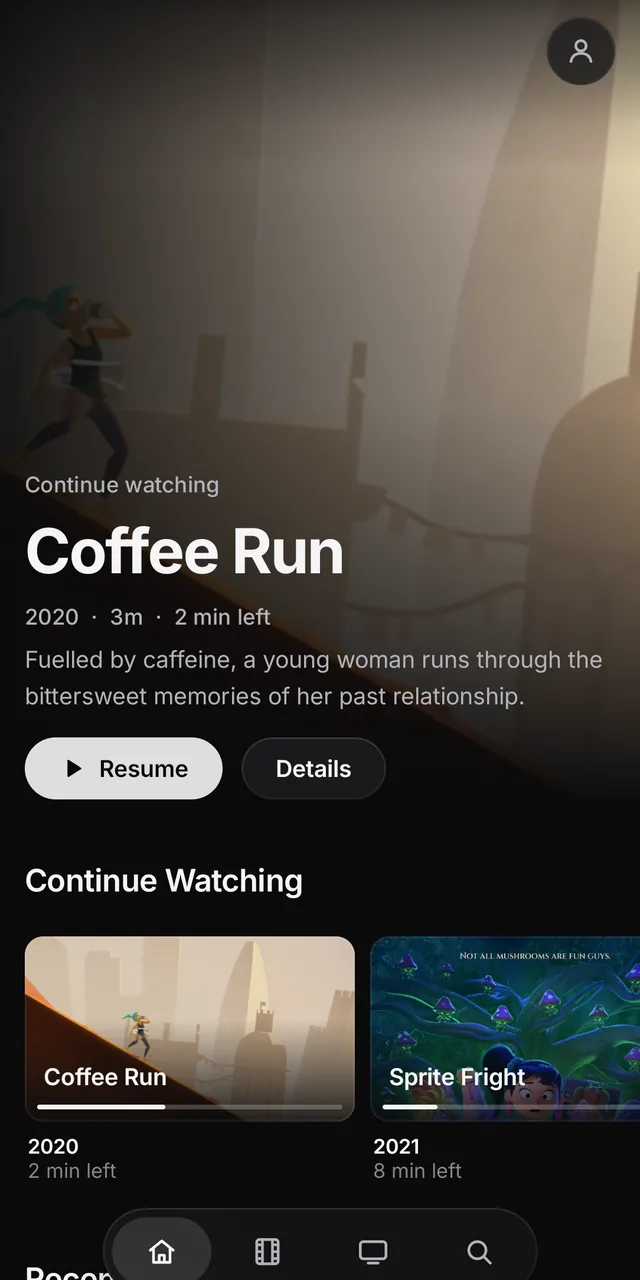 Continue watching
Coffee Run
2020 · 3m · 2 min left
Fuelled by caffeine, a young woman runs through the
bittersweet memories of her past relationship.
Resume
Details
Continue Watching
NOT ALL MUSHROOMS ARE FUN GUYS.
Coffee Run
Sprite Fright
2020
2021
2 min left
8 min left